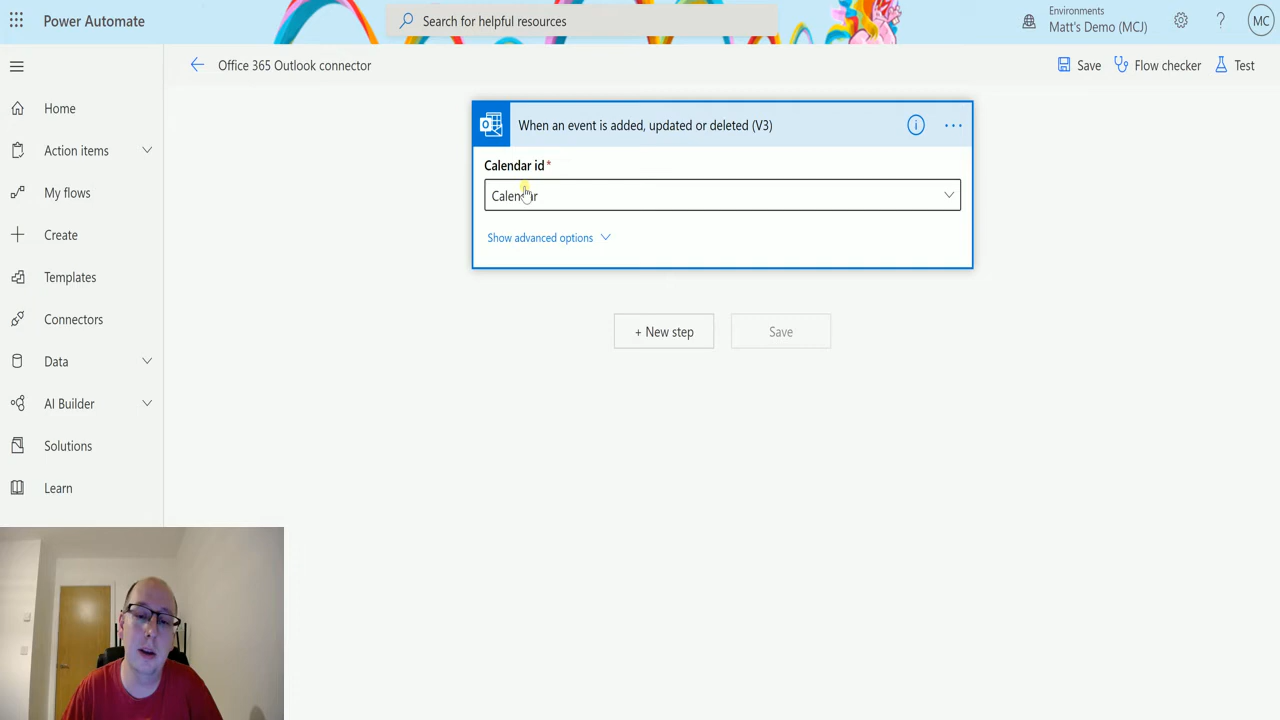 Power Automate
Search for helpful resources
Environments
Matt's Demo (MCJ)
MC
Office 365 Outlook connector
Save
Flow checker
Test
Home
Action items
My flows
Create
Templates
Connectors
Data
AI Builder
Solutions
Learn
When an event is added, updated or deleted (V3)
Calendar id*
Calendar
Show advanced options
+ New step
Save